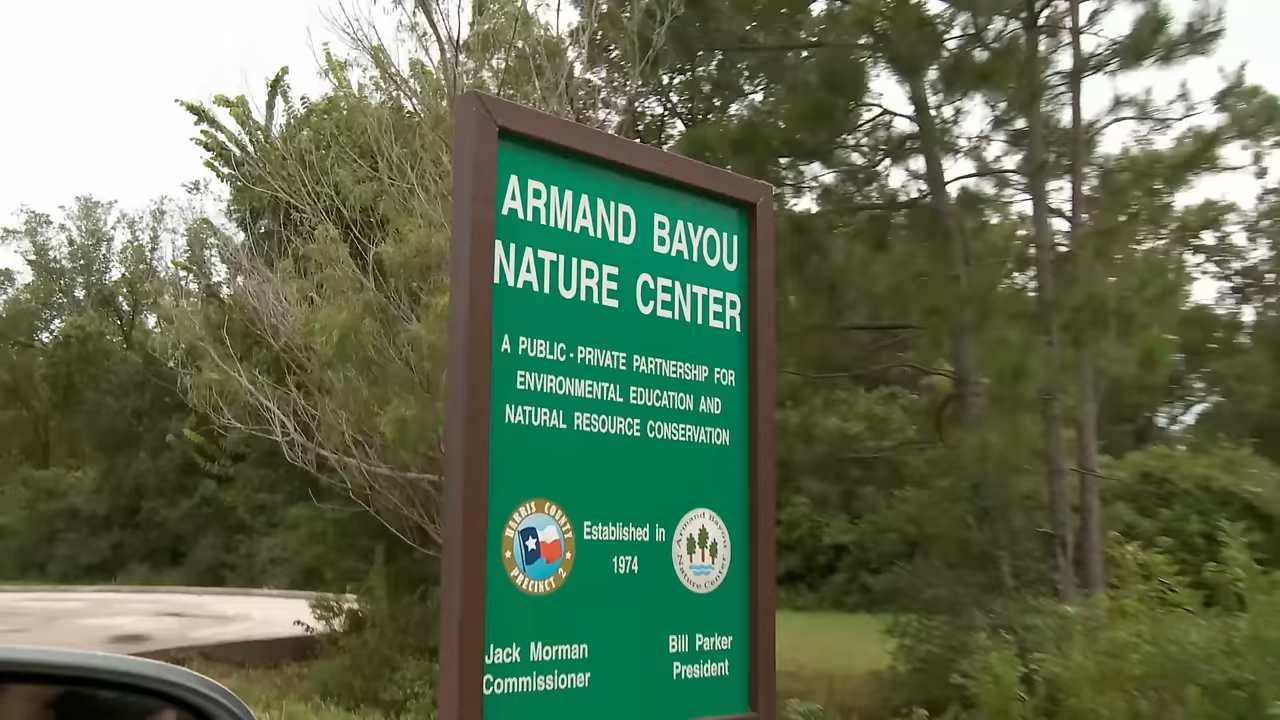 ARMAND BAYOU
NATURE CENTER
A PUBLIC - PRIVATE PARTNERSHIP FOR
ENVIRONMENTAL EDUCATION AND
NATURAL RESOURCE CONSERVATION
HARRIS COUNTY
PRECINCT 2
Established in
1974
Armand Bayou
Nature Center
Jack Morman
Commissioner
Bill Parker
President